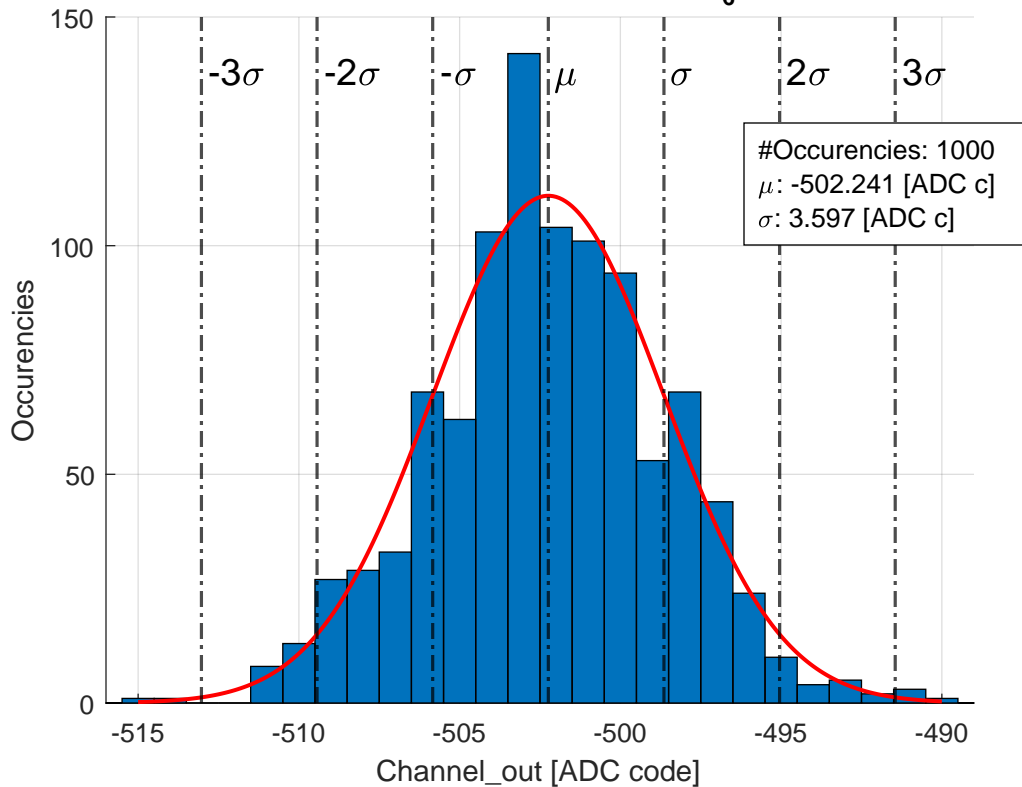 150
100
50
0
-3σ
-2σ
-σ
μ
σ
2σ
3σ
#Occurencies: 1000
μ: -502.241 [ADC c]
σ: 3.597 [ADC c]
Occurencies
-515
-510
-505
-500
-495
-490
Channel_out [ADC code]